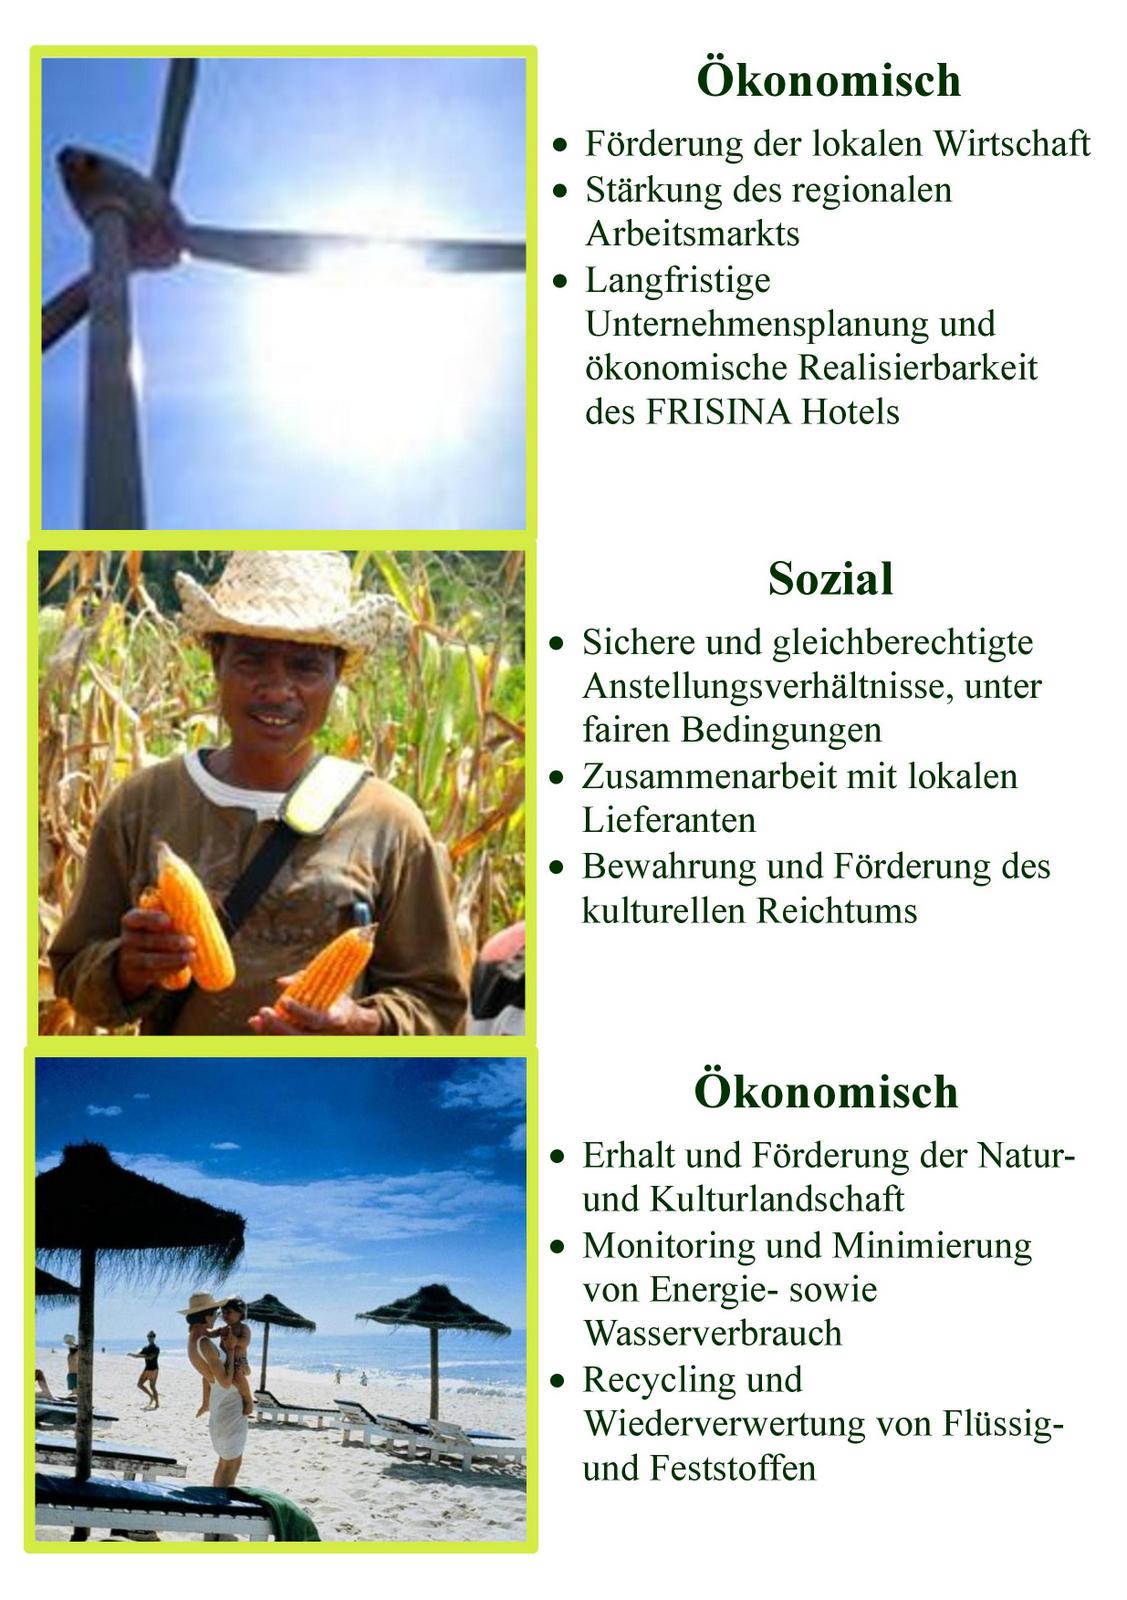 Ökonomisch
• Förderung der lokalen Wirtschaft
• Stärkung des regionalen
Arbeitsmarkts
• Langfristige
Unternehmensplanung und
ökonomische Realisierbarkeit
des FRISINA Hotels
Sozial
• Sichere und gleichberechtigte
Anstellungsverhältnisse, unter
fairen Bedingungen
• Zusammenarbeit mit lokalen
Lieferanten
• Bewahrung und Förderung des
kulturellen Reichtums
Ökonomisch
• Erhalt und Förderung der Natur-
und Kulturlandschaft
• Monitoring und Minimierung
von Energie- sowie
Wasserverbrauch
• Recycling und
Wiederverwertung von Flüssig-
und Feststoffen